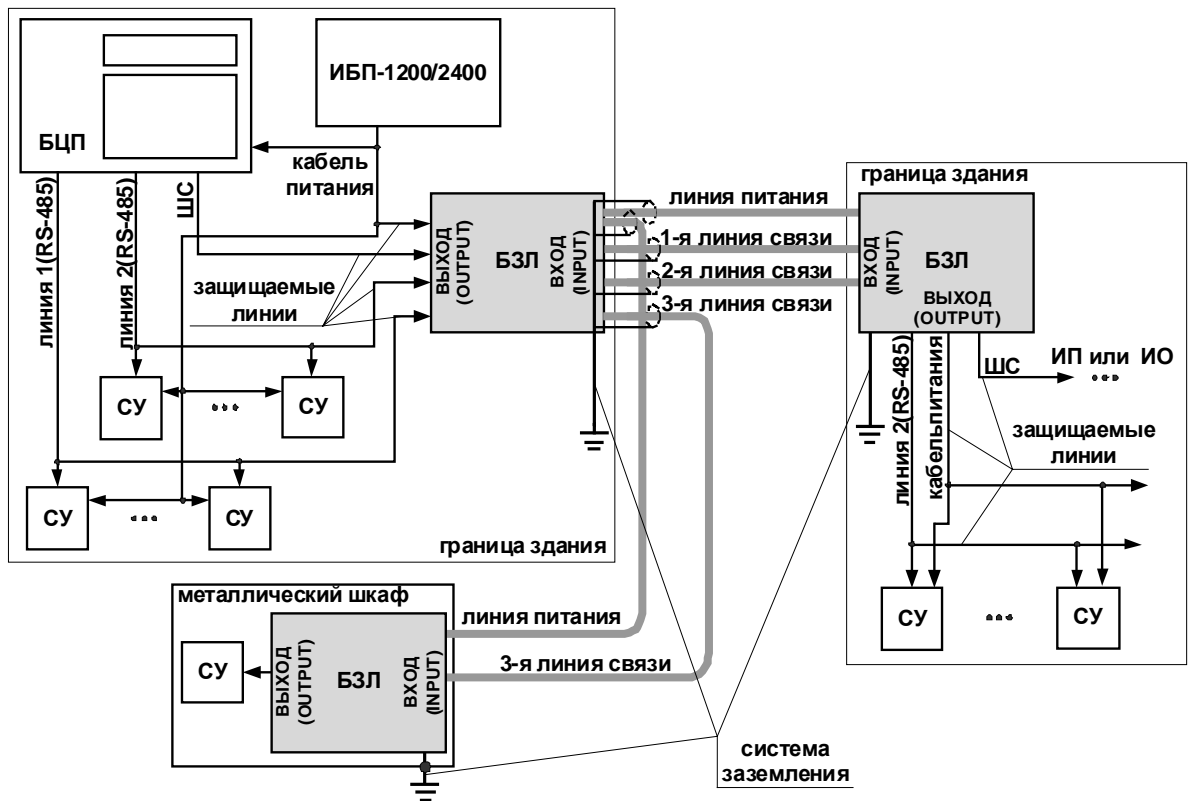 ИБП-1200/2400
БЦП
кабель
питания
линия 1(RS-485)
линия 2(RS-485)
ШС
защищаемые
линии
ВЫХОД
(OUTPUT)
БЗЛ
ВХОД
(INPUT)
линия питания
1-я линия связи
2-я линия связи
3-я линия связи
граница здания
ВХОД
(INPUT)
БЗЛ
ВЫХОД
(OUTPUT)
линия 2(RS-485)
кабельпитания
ШС
ИП или ИО
защищаемые
линии
СУ
СУ
СУ
СУ
СУ
СУ
граница здания
металлический шкаф
СУ
ВЫХОД
(OUTPUT)
БЗЛ
ВХОД
(INPUT)
линия питания
3-я линия связи
система
заземления